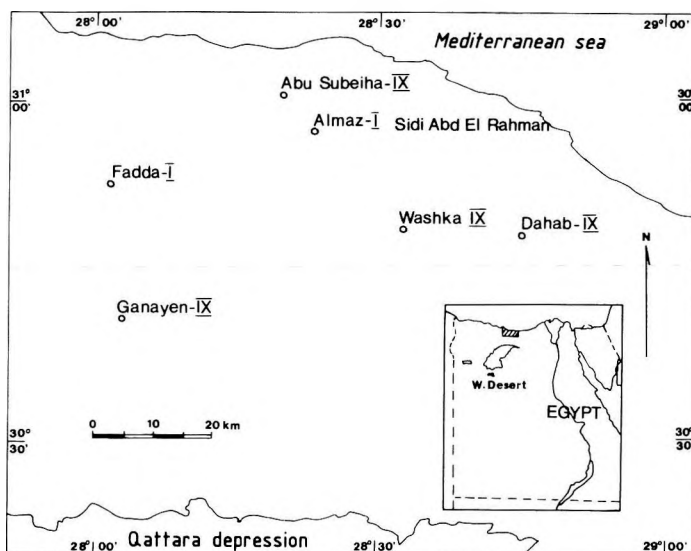 28° 00' 28° 30' 29° 00'
Mediterranean sea
31° 00'
30° 00'
Abu Subeiha-IX
Almaz-I Sidi Abd El Rahman
Fadda-I
Washka IX
Dahab-IX
N
Ganayen-IX
W. Desert
EGYPT
0 10 20 km
30° 30'
30° 30'
Qattara depression
28° 00' 28° 30' 29° 00'